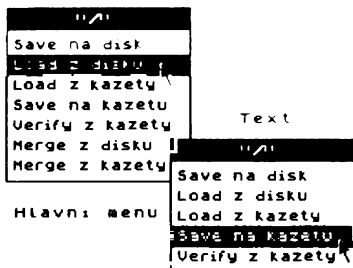 Save na disk
Load z disku
Load z kazety
Save na kazetu
Verify z kazety
Merge z disku
Merge z kazety
Hlavni menu
Text
Save na disk
Load z disku
Load z kazety
Save na kazetu
Verify z kazety